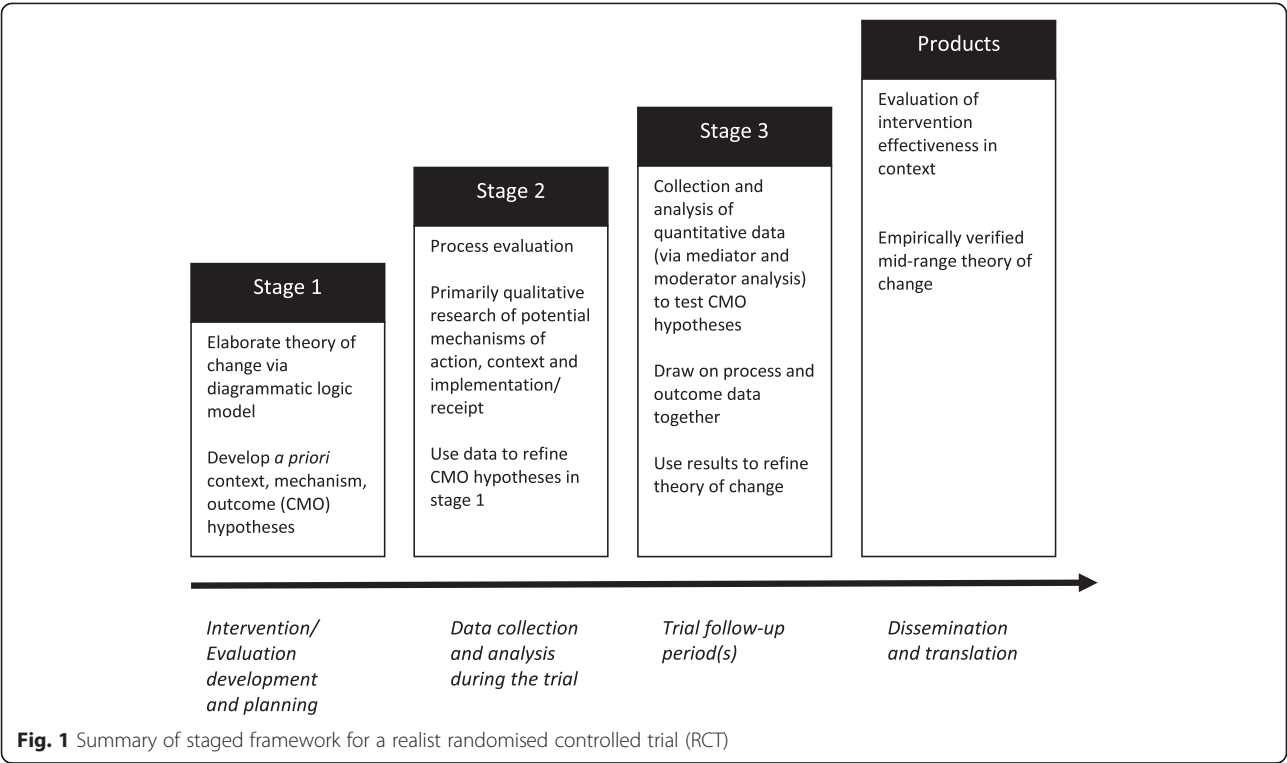 Stage 1
Elaborate theory of
change via
diagrammatic logic
model
Develop a priori
context, mechanism,
outcome (CMO)
hypotheses
Stage 2
Process evaluation
Primarily qualitative
research of potential
mechanisms of
action, context and
implementation/
receipt
Use data to refine
CMO hypotheses in
stage 1
Stage 3
Collection and
analysis of
quantitative data
(via mediator and
moderator analysis)
to test CMO
hypotheses
Draw on process and
outcome data
together
Use results to refine
theory of change
Products
Evaluation of
intervention
effectiveness in
context
Empirically verified
mid-range theory of
change
Intervention/
Evaluation
development
and planning
Data collection
and analysis
during the trial
Trial follow-up
period(s)
Dissemination
and translation
Fig. 1 Summary of staged framework for a realist randomised controlled trial (RCT)